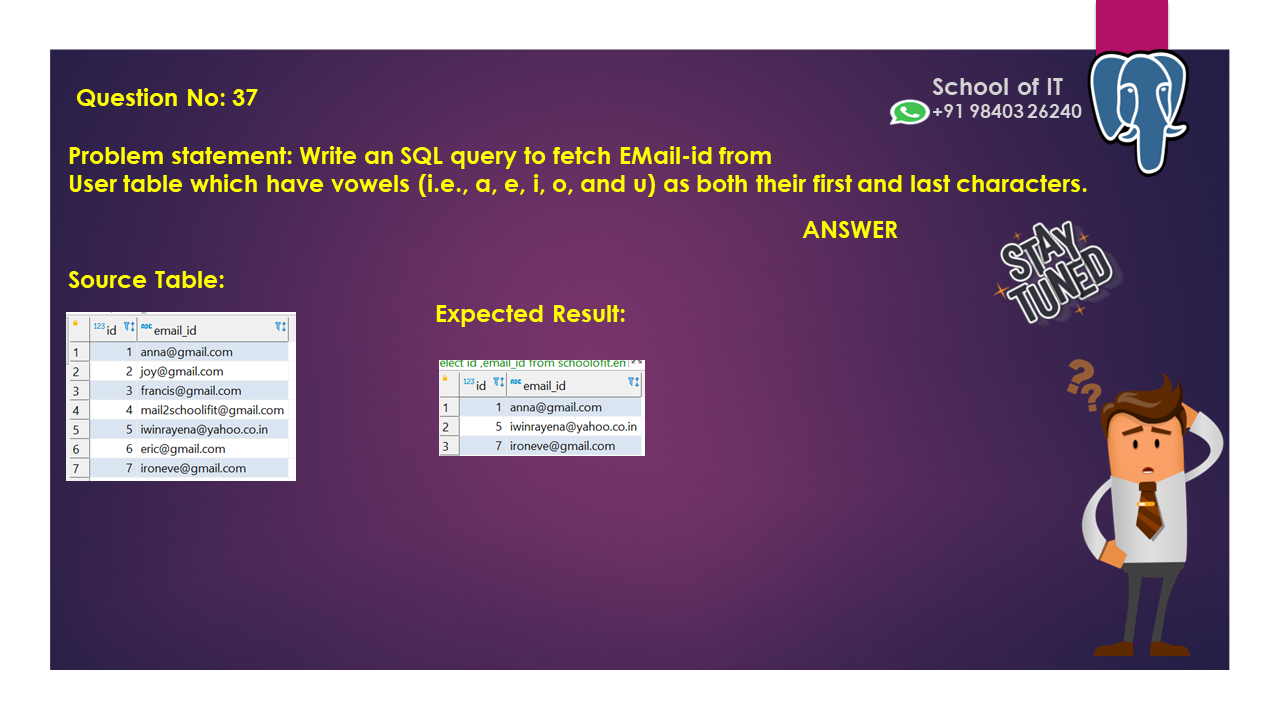 Question No: 37
School of IT
+91 98403 26240
Problem statement: Write an SQL query to fetch EMail-id from
User table which have vowels (i.e., a, e, i, o, and u) as both their first and last characters.
ANSWER
STAY
TUNED
Source Table:
123 id ABC email_id
1 1 anna@gmail.com
2 2 joy@gmail.com
3 3 francis@gmail.com
4 4 mail2schoolifit@gmail.com
5 5 iwinrayena@yahoo.co.in
6 6 eric@gmail.com
7 7 ironeve@gmail.com
Expected Result:
elect id ,email_id from schoolofit.em
123 id ABC email_id
1 1 anna@gmail.com
2 5 iwinrayena@yahoo.co.in
3 7 ironeve@gmail.com
? ?